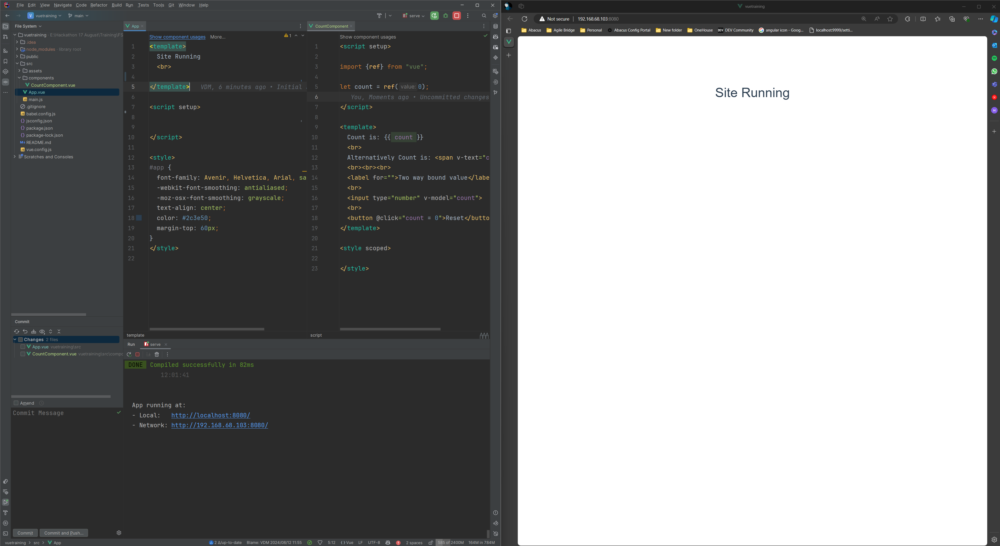 File Edit View Navigate Code Refactor Build Run Tests Tools Git Window Help
V vuetraining main serve
File System
vuetraining · E:\Hackathon 17 August\Training\FS
.idea
node_modules · library root
public
src
assets
components
CountComponent.vue
App.vue
main.js
.gitignore
babel.config.js
jsconfig.json
package.json
package-lock.json
README.md
vue.config.js
Scratches and Consoles
Commit
Changes 2 files
App.vue vuetraining\src
CountComponent.vue vuetraining\src\compo
Amend
Commit Message
Commit Commit and Push...
App
Show component usages More... 1
1 <template>
2 Site Running
3 <br>
4
5 </template> VDM, 6 minutes ago • Initial
6
7 <script setup>
8
9
10 </script>
11
12 <style>
13 #app {
14 font-family: Avenir, Helvetica, Arial, sa
15 -webkit-font-smoothing: antialiased;
16 -moz-osx-font-smoothing: grayscale;
17 text-align: center;
18 color: #2c3e50;
19 margin-top: 60px;
20 }
21 </style>
22
template
CountComponent
Show component usages
1 <script setup>
2
3 import {ref} from "vue";
4
5 let count = ref( value: 0);
6 You, Moments ago • Uncommitted changes
7 </script>
8
9 <template>
10 Count is: {{ count }}
11 <br>
12 Alternatively Count is: <span v-text="c
13 <br><br><br>
14 <label for="">Two way bound value</labe
15 <br>
16 <input type="number" v-model="count">
17 <br>
18 <button @click="count = 0">Reset</butto
19 </template>
20
21 <style scoped>
22
23 </style>
script
Run serve
DONE Compiled successfully in 82ms
12:01:41
App running at:
- Local: http://localhost:8080/
- Network: http://192.168.68.103:8080/
vuetraining > src > App
2 Δ/up-to-date Blame: VDM 2024/08/12 11:55 5:12 {} Vue LF UTF-8 2 spaces 585 of 2400M 164M in 784M
vuetraining
Not secure 192.168.68.103:8080
Abacus Agile Bridge Personal Abacus Config Portal New folder OneHouse DEV DEV Community angular icon - Goog... localhost:9999/setti...
Site Running
H